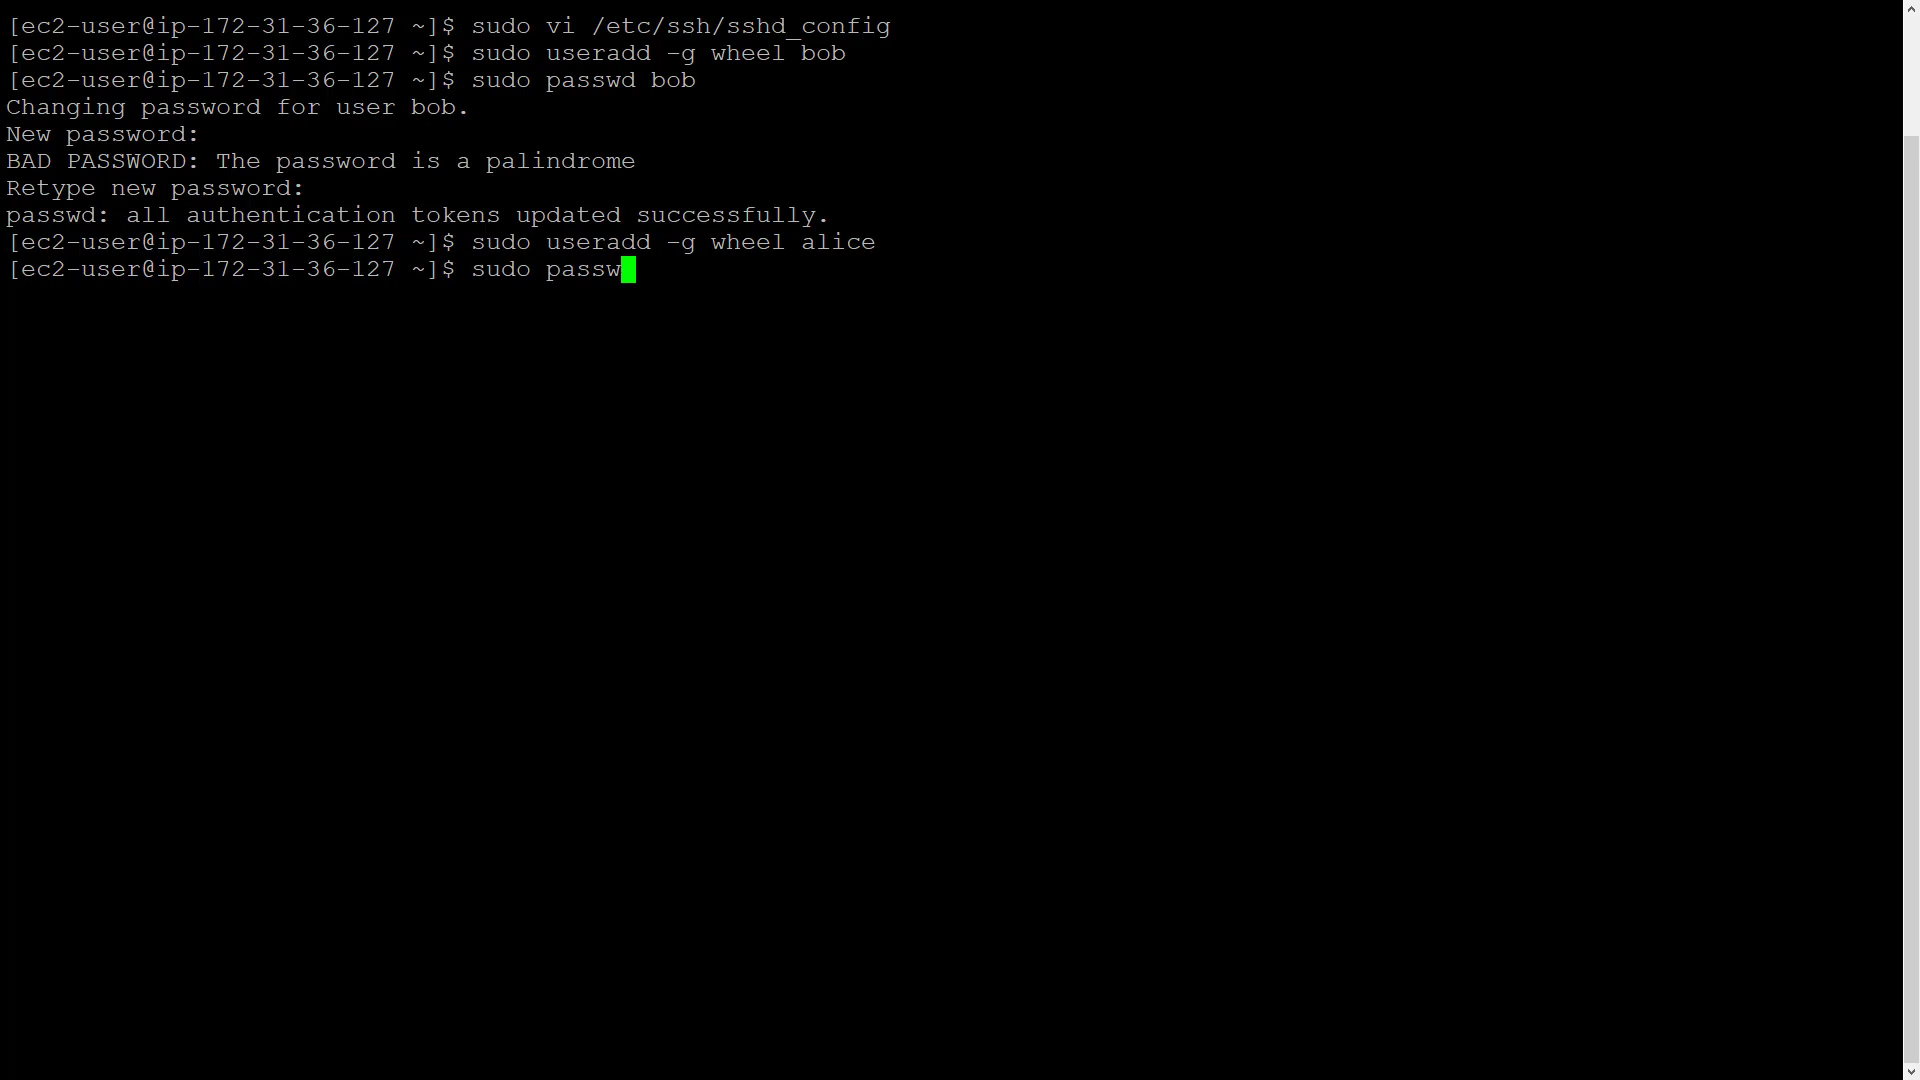 [ec2-user@ip-172-31-36-127 ~]$ sudo vi /etc/ssh/sshd_config
[ec2-user@ip-172-31-36-127 ~]$ sudo useradd -g wheel bob
[ec2-user@ip-172-31-36-127 ~]$ sudo passwd bob
Changing password for user bob.
New password:
BAD PASSWORD: The password is a palindrome
Retype new password:
passwd: all authentication tokens updated successfully.
[ec2-user@ip-172-31-36-127 ~]$ sudo useradd -g wheel alice
[ec2-user@ip-172-31-36-127 ~]$ sudo passw